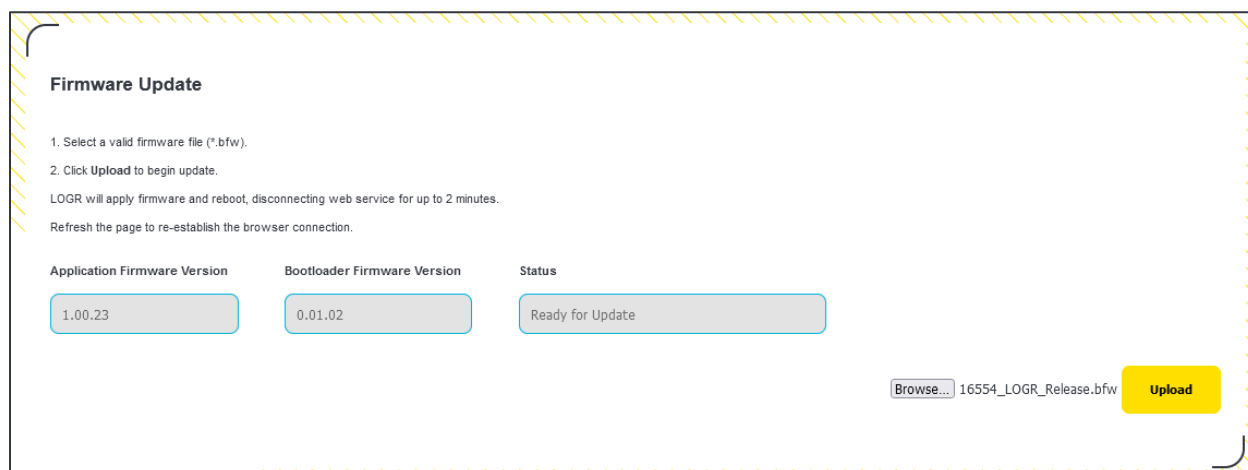 Firmware Update
1. Select a valid firmware file (*.bfw).
2. Click Upload to begin update.
LOGR will apply firmware and reboot, disconnecting web service for up to 2 minutes.
Refresh the page to re-establish the browser connection.
Application Firmware Version Bootloader Firmware Version Status
1.00.23 0.01.02 Ready for Update
Browse... 16554_LOGR_Release.bfw Upload